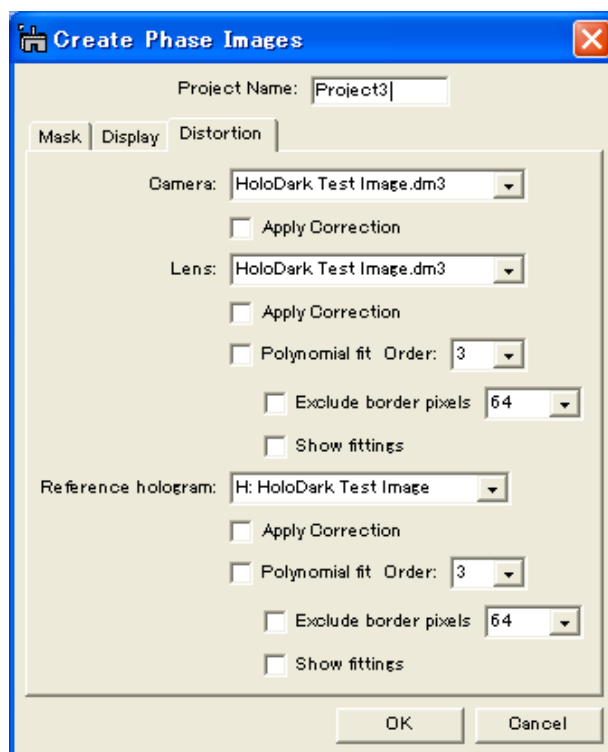 Create Phase Images
Project Name: Project3
Mask Display Distortion
Camera: HoloDark Test Image.dm3
Apply Correction
Lens: HoloDark Test Image.dm3
Apply Correction
Polynomial fit Order: 3
Exclude border pixels 64
Show fittings
Reference hologram: H: HoloDark Test Image
Apply Correction
Polynomial fit Order: 3
Exclude border pixels 64
Show fittings
OK Cancel